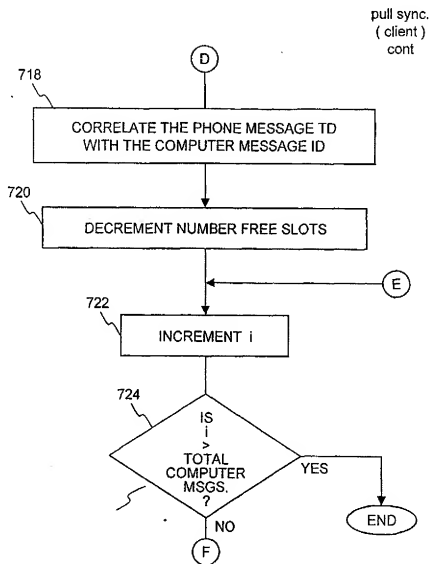 pull sync.
( client )
cont
D
718
CORRELATE THE PHONE MESSAGE TD
WITH THE COMPUTER MESSAGE ID
720
DECREMENT NUMBER FREE SLOTS
E
722
INCREMENT i
724
IS
i
>
TOTAL
COMPUTER
MSGS.
?
YES
END
NO
F